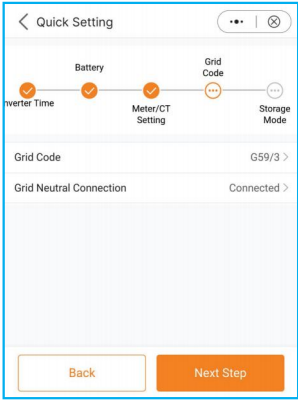 Quick Setting
Battery
Grid
Code
nverter Time
Meter/CT
Setting
Storage
Mode
Grid Code G59/3
Grid Neutral Connection Connected
Back Next Step